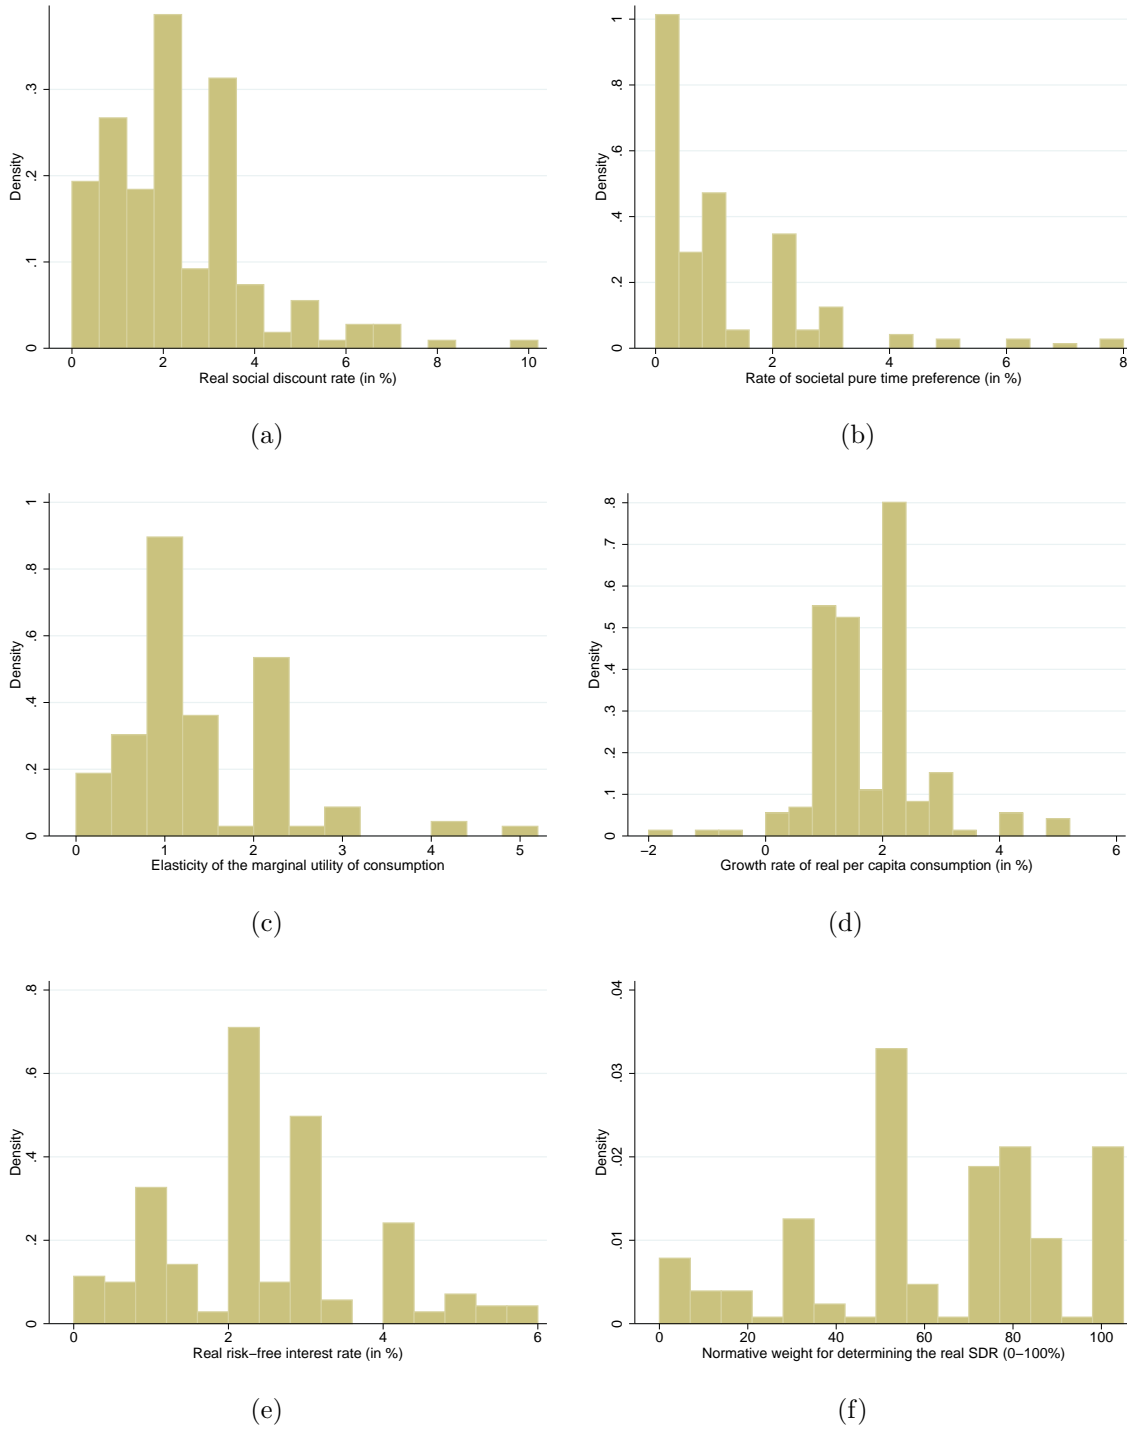 Density
0 .1 .2 .3
0 2 4 6 8 10
Real social discount rate (in %)
(a)
Density
0 .2 .4 .6 .8 1
0 2 4 6 8
Rate of societal pure time preference (in %)
(b)
Density
0 .2 .4 .6 .8 1
0 1 2 3 4 5
Elasticity of the marginal utility of consumption
(c)
Density
0 .1 .2 .3 .4 .5 .6 .7 .8
−2 0 2 4 6
Growth rate of real per capita consumption (in %)
(d)
Density
0 .2 .4 .6 .8
0 2 4 6
Real risk−free interest rate (in %)
(e)
Density
0 .01 .02 .03 .04
0 20 40 60 80 100
Normative weight for determining the real SDR (0−100%)
(f)